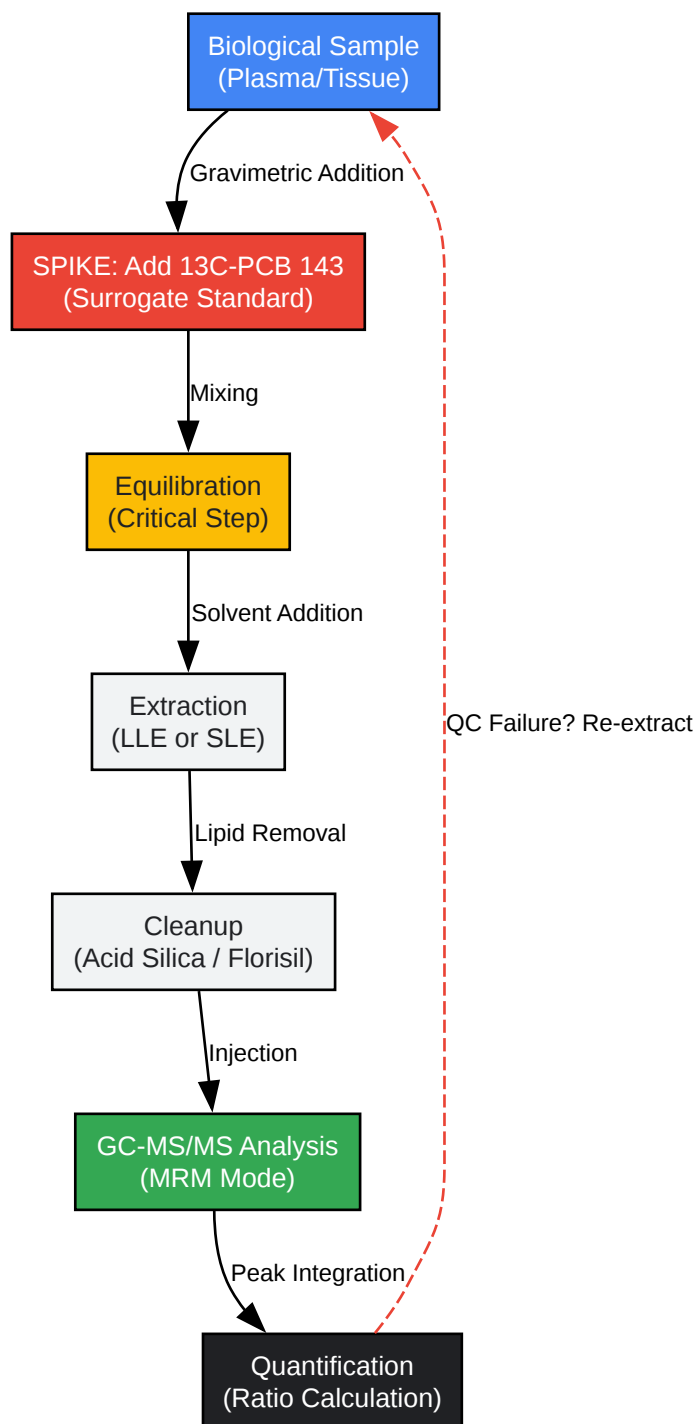 Biological Sample
(Plasma/Tissue)
Gravimetric Addition
SPIKE: Add 13C-PCB 143
(Surrogate Standard)
Mixing
Equilibration
(Critical Step)
Solvent Addition
Extraction
(LLE or SLE)
QC Failure? Re-extract
Lipid Removal
Cleanup
(Acid Silica / Florisil)
Injection
GC-MS/MS Analysis
(MRM Mode)
Peak Integration
Quantification
(Ratio Calculation)